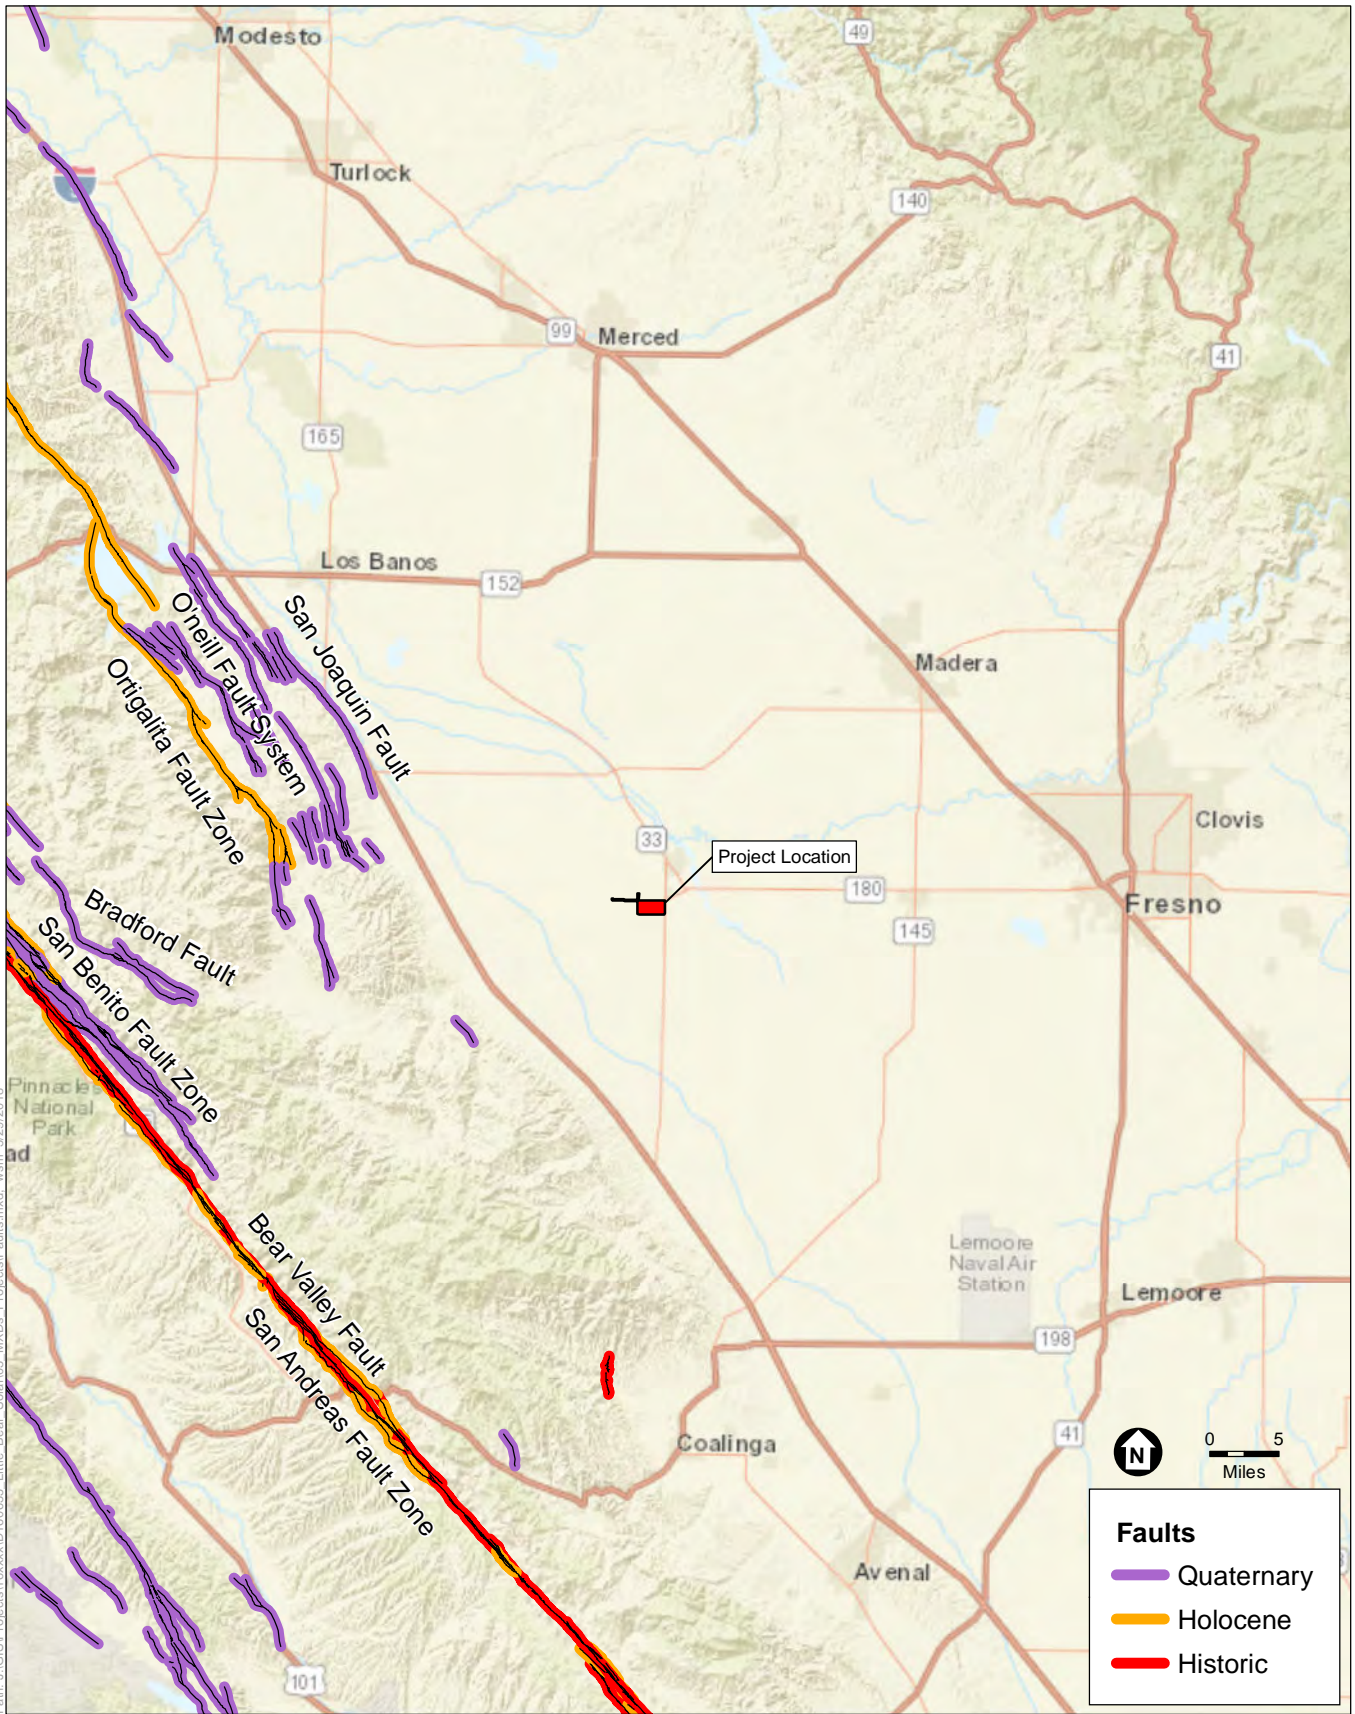 Modesto
49
Turlock
140
99
Merced
41
165
Los Banos
152
O'neill Fault System
San Joaquin Fault
Ortigalita Fault Zone
Madera
33
Project Location
Clovis
180
Fresno
145
Bradford Fault
San Benito Fault Zone
Pinnacles
National
Park
ad
Bear Valley Fault
San Andreas Fault Zone
Lemoore
Naval Air
Station
Lemoore
198
Coalinga
41
N
0 5
Miles
Avenal
101
Faults
Quaternary
Holocene
Historic